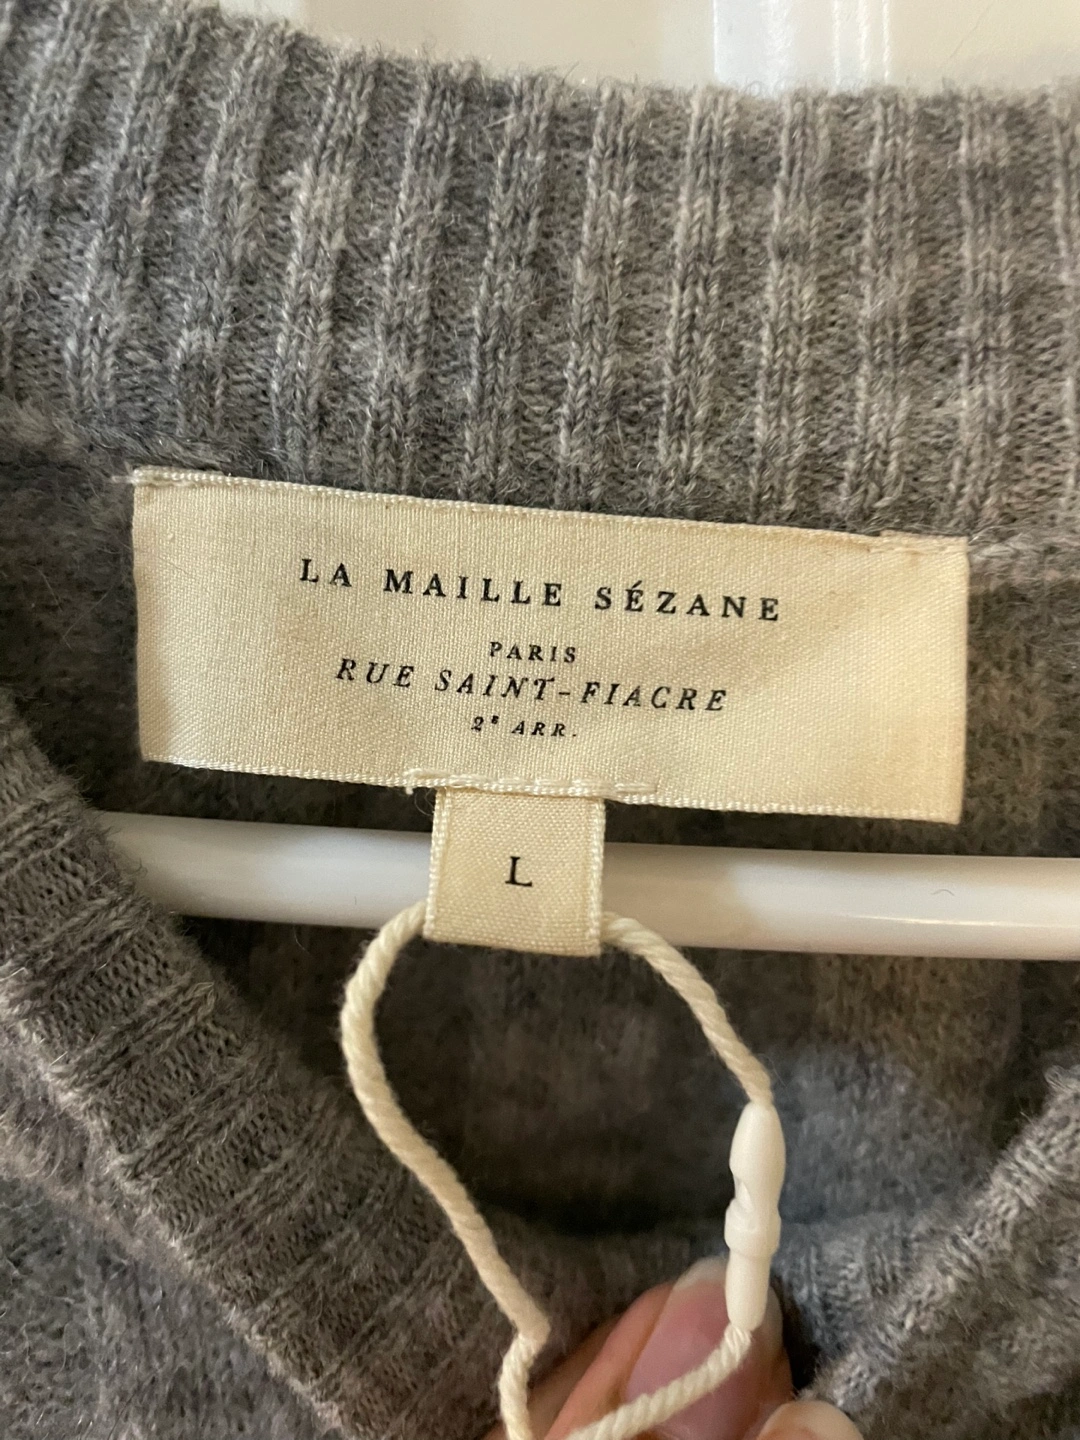 LA MAILLE SÉZANE
PARIS
RUE SAINT-FIACRE
2ᵉ ARR.
L